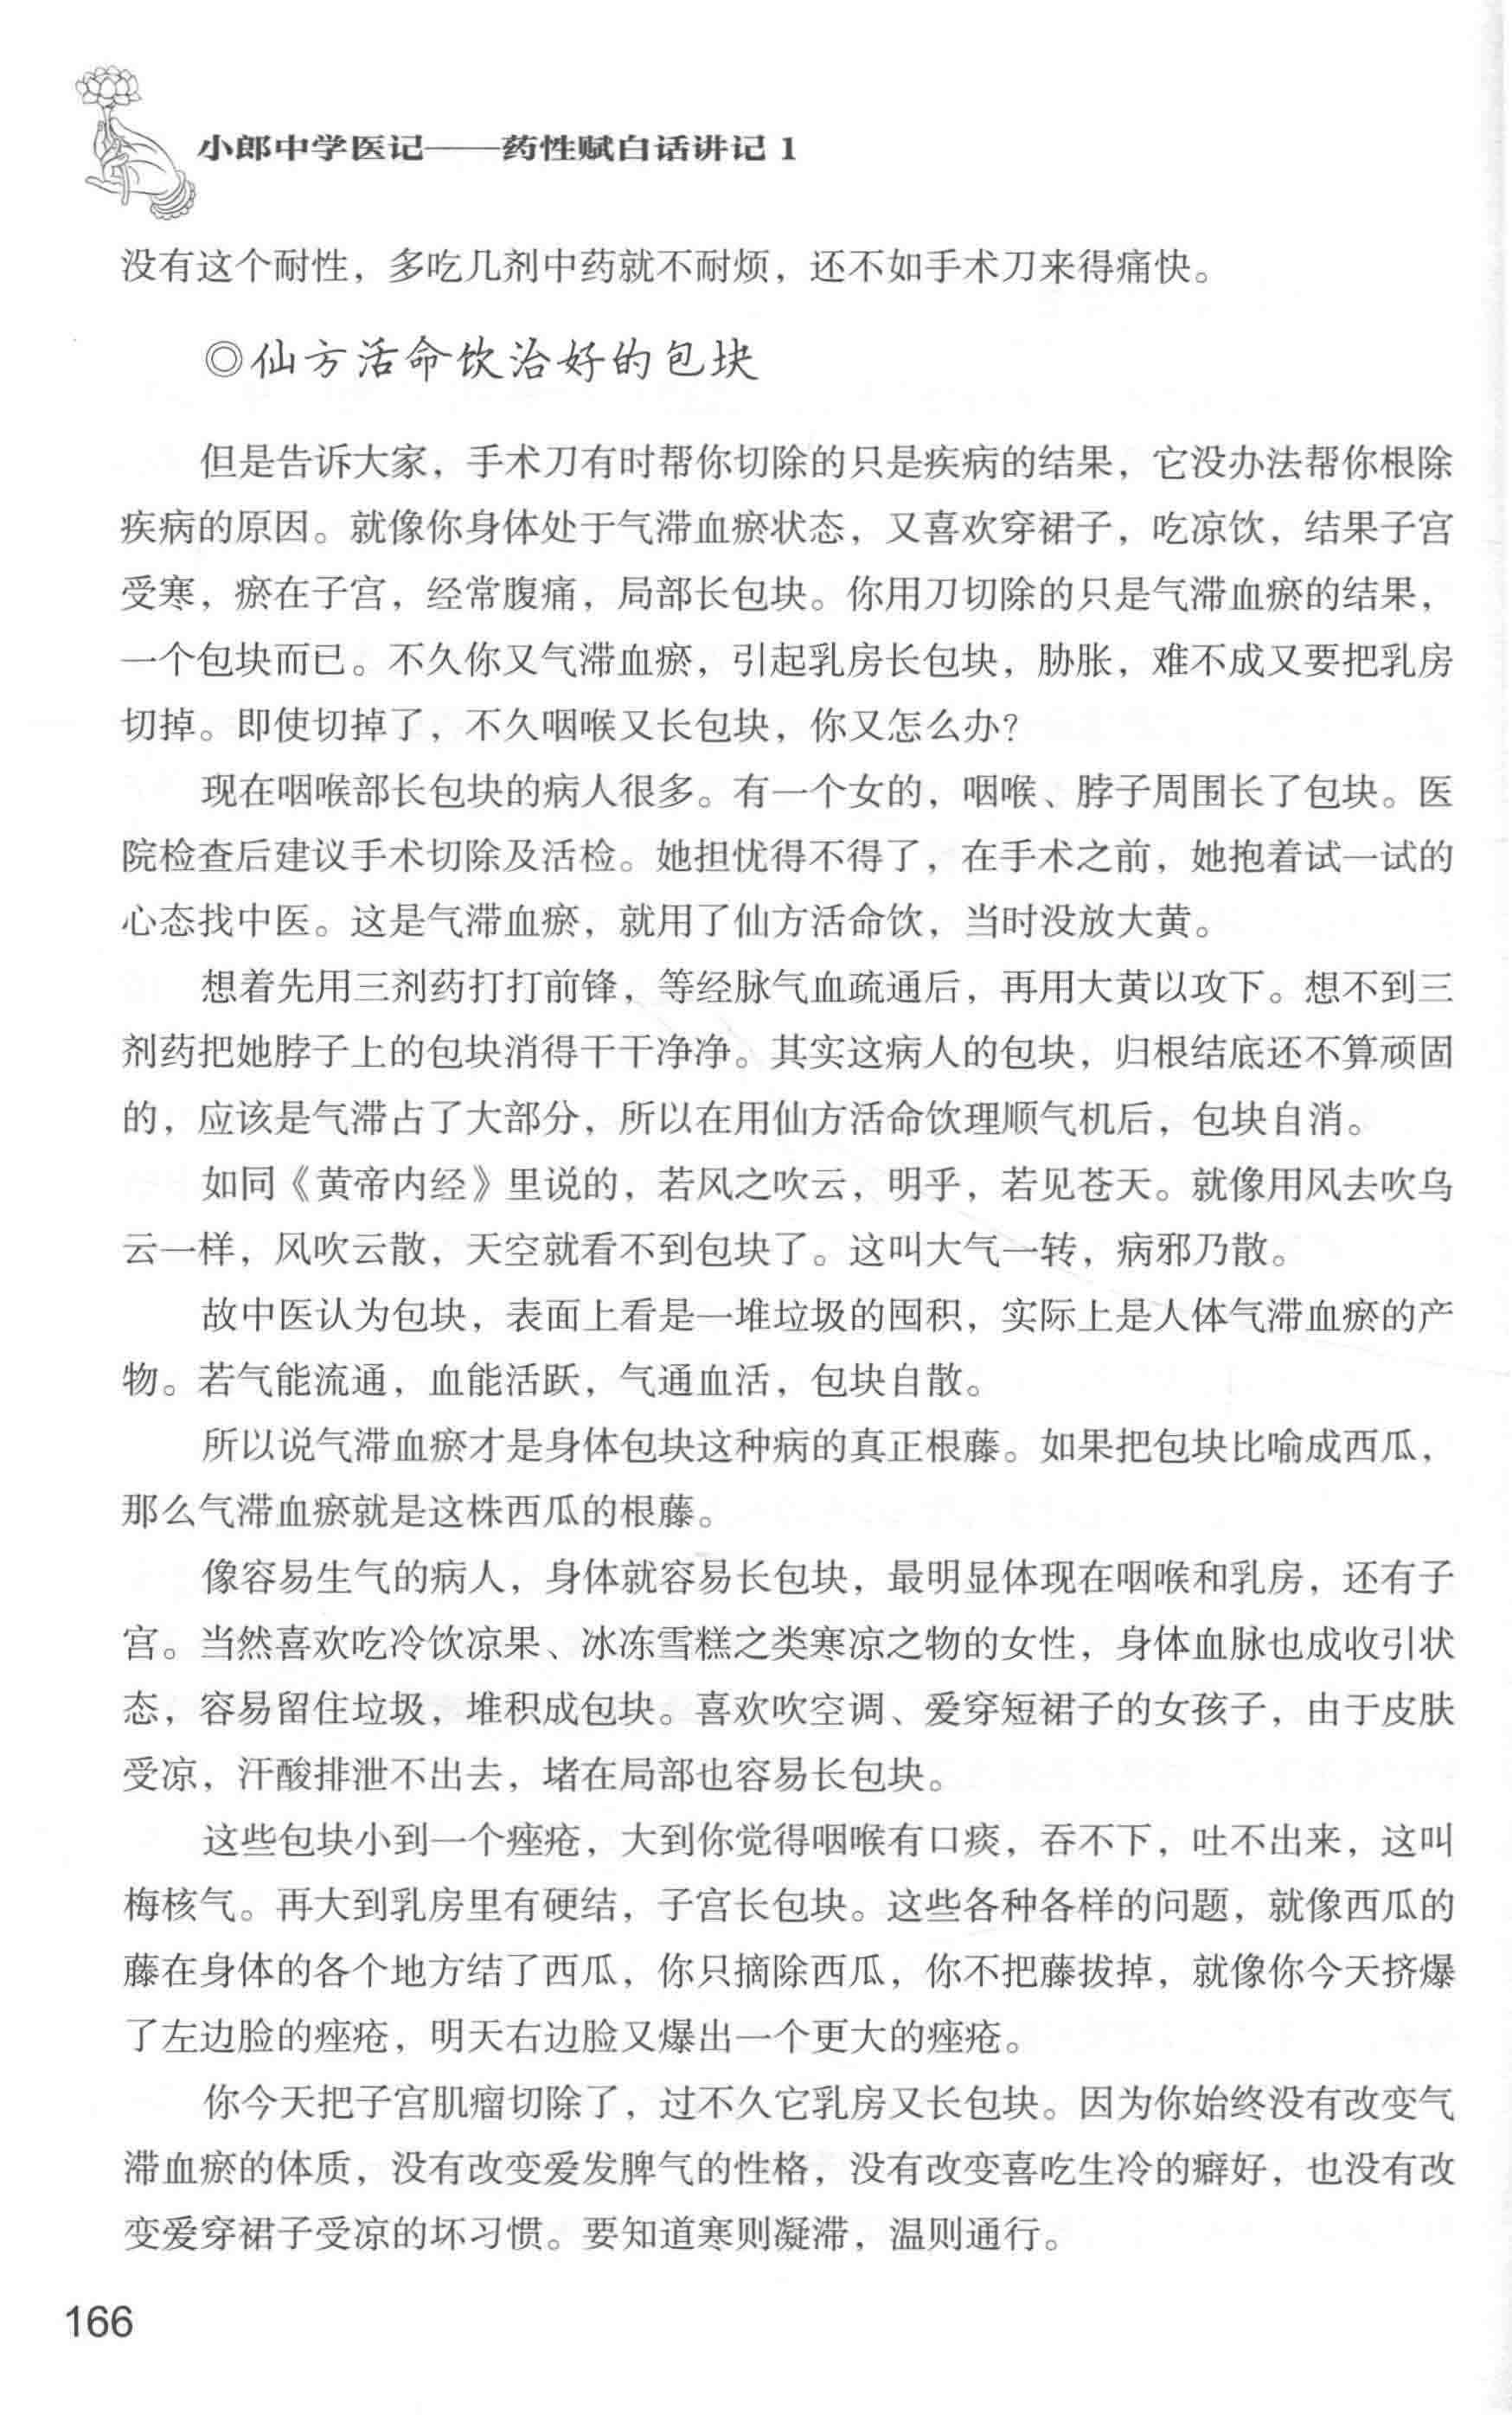 小郎中学医记——药性赋白话讲记 1
没有这个耐性，多吃几剂中药就不耐烦，还不如手术刀来得痛快。
◎仙方活命饮治好的包块
但是告诉大家，手术刀有时帮你切除的只是疾病的结果，它没办法帮你根除
疾病的原因。就像你身体处于气滞血瘀状态，又喜欢穿裙子，吃凉饮，结果子宫
受寒，瘀在子宫，经常腹痛，局部长包块。你用刀切除的只是气滞血瘀的结果，
一个包块而已。不久你又气滞血瘀，引起乳房长包块，胁胀，难不成又要把乳房
切掉。即使切掉了，不久咽喉又长包块，你又怎么办？
现在咽喉部长包块的病人很多。有一个女的，咽喉、脖子周围长了包块。医
院检查后建议手术切除及活检。她担忧得不得了，在手术之前，她抱着试一试的
心态找中医。这是气滞血瘀，就用了仙方活命饮，当时没放大黄。
想着先用三剂药打打前锋，等经脉气血疏通后，再用大黄以攻下。想不到三
剂药把她脖子上的包块消得干干净净。其实这病人的包块，归根结底还不算顽固
的，应该是气滞占了大部分，所以在用仙方活命饮理顺气机后，包块自消。
如同《黄帝内经》里说的，若风之吹云，明乎，若见苍天。就像用风去吹乌
云一样，风吹云散，天空就看不到包块了。这叫大气一转，病邪乃散。
故中医认为包块，表面上看是一堆垃圾的囤积，实际上是人体气滞血瘀的产
物。若气能流通，血能活跃，气通血活，包块自散。
所以说气滞血瘀才是身体包块这种病的真正根藤。如果把包块比喻成西瓜，
那么气滞血瘀就是这株西瓜的根藤。
像容易生气的病人，身体就容易长包块，最明显体现在咽喉和乳房，还有子
宫。当然喜欢吃冷饮凉果、冰冻雪糕之类寒凉之物的女性，身体血脉也成收引状
态，容易留住垃圾，堆积成包块。喜欢吹空调、爱穿短裙子的女孩子，由于皮肤
受凉，汗酸排泄不出去，堵在局部也容易长包块。
这些包块小到一个痤疮，大到你觉得咽喉有口痰，吞不下，吐不出来，这叫
梅核气。再大到乳房里有硬结，子宫长包块。这些各种各样的问题，就像西瓜的
藤在身体的各个地方结了西瓜，你只摘除西瓜，你不把藤拔掉，就像你今天挤爆
了左边脸的痤疮，明天右边脸又爆出一个更大的痤疮。
你今天把子宫肌瘤切除了，过不久它乳房又长包块。因为你始终没有改变气
滞血瘀的体质，没有改变爱发脾气的性格，没有改变喜吃生冷的癖好，也没有改
变爱穿裙子受凉的坏习惯。要知道寒则凝滞，温则通行。
166